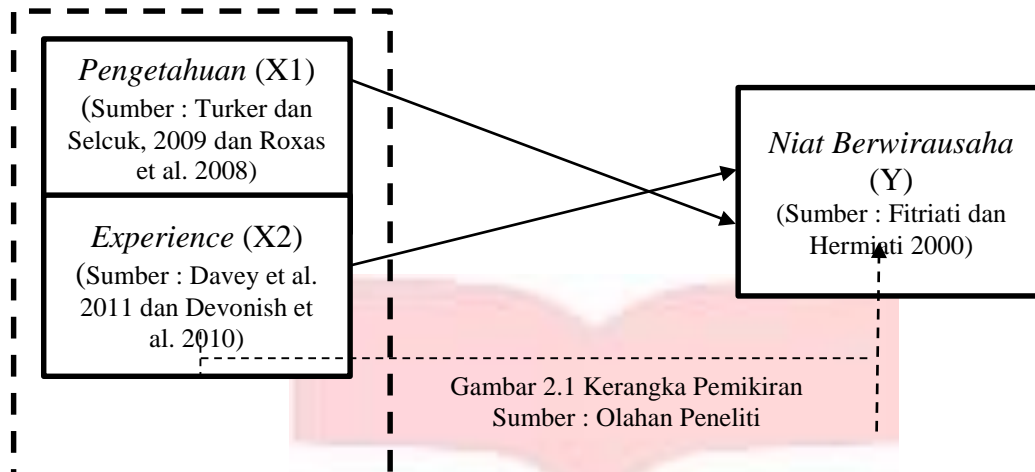 Pengetahuan (X1)
(Sumber : Turker dan
Selcuk, 2009 dan Roxas
et al. 2008)
Experience (X2)
(Sumber : Davey et al.
2011 dan Devonish et
al. 2010)
Niat Berwirausaha
(Y)
(Sumber : Fitriati dan
Hermiati 2000)
Gambar 2.1 Kerangka Pemikiran
Sumber : Olahan Peneliti